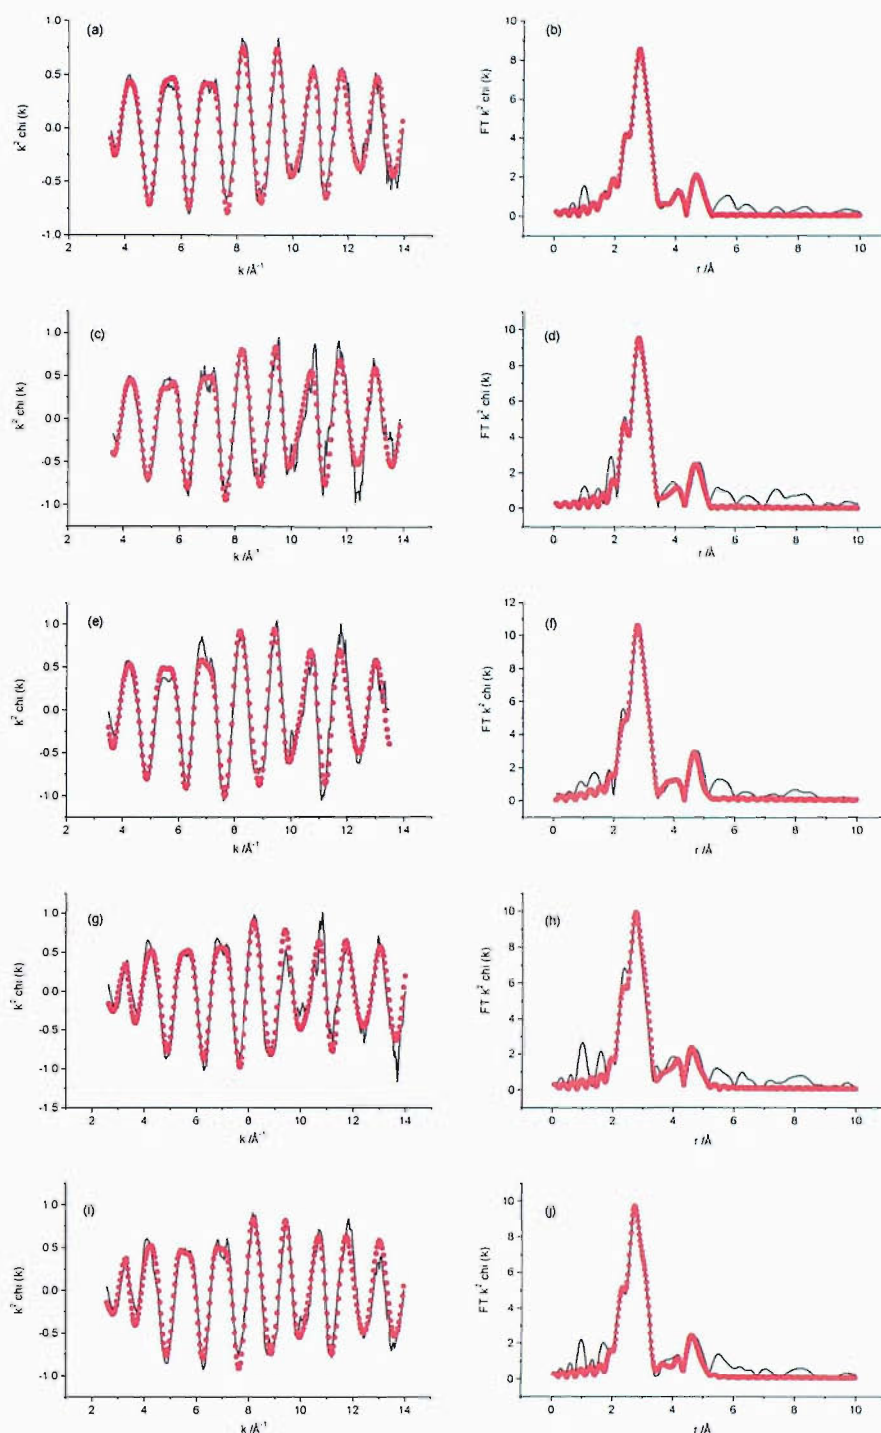 (a)
k² chi (k)
1.0
0.5
0.0
-0.5
-1.0
2 4 6 8 10 12 14
k /Å⁻¹
(b)
FT k² chi (k)
10
8
6
4
2
0
0 2 4 6 8 10
r /Å
(c)
k² chi (k)
1.0
0.5
0.0
-0.5
-1.0
2 4 6 8 10 12 14
k /Å⁻¹
(d)
FT k² chi (k)
10
8
6
4
2
0
0 2 4 6 8 10
r /Å
(e)
k² chi (k)
1.0
0.5
0.0
-0.5
-1.0
2 4 6 8 10 12 14
k /Å⁻¹
(f)
FT k² chi (k)
12
10
8
6
4
2
0
0 2 4 6 8 10
r /Å
(g)
k² chi (k)
1.0
0.5
0.0
-0.5
-1.0
-1.5
2 4 6 8 10 12 14
k /Å⁻¹
(h)
FT k² chi (k)
10
8
6
4
2
0
0 2 4 6 8 10
r /Å
(i)
k² chi (k)
1.0
0.5
0.0
-0.5
-1.0
2 4 6 8 10 12 14
k /Å⁻¹
(j)
FT k² chi (k)
10
8
6
4
2
0
0 2 4 6 8 10
r /Å